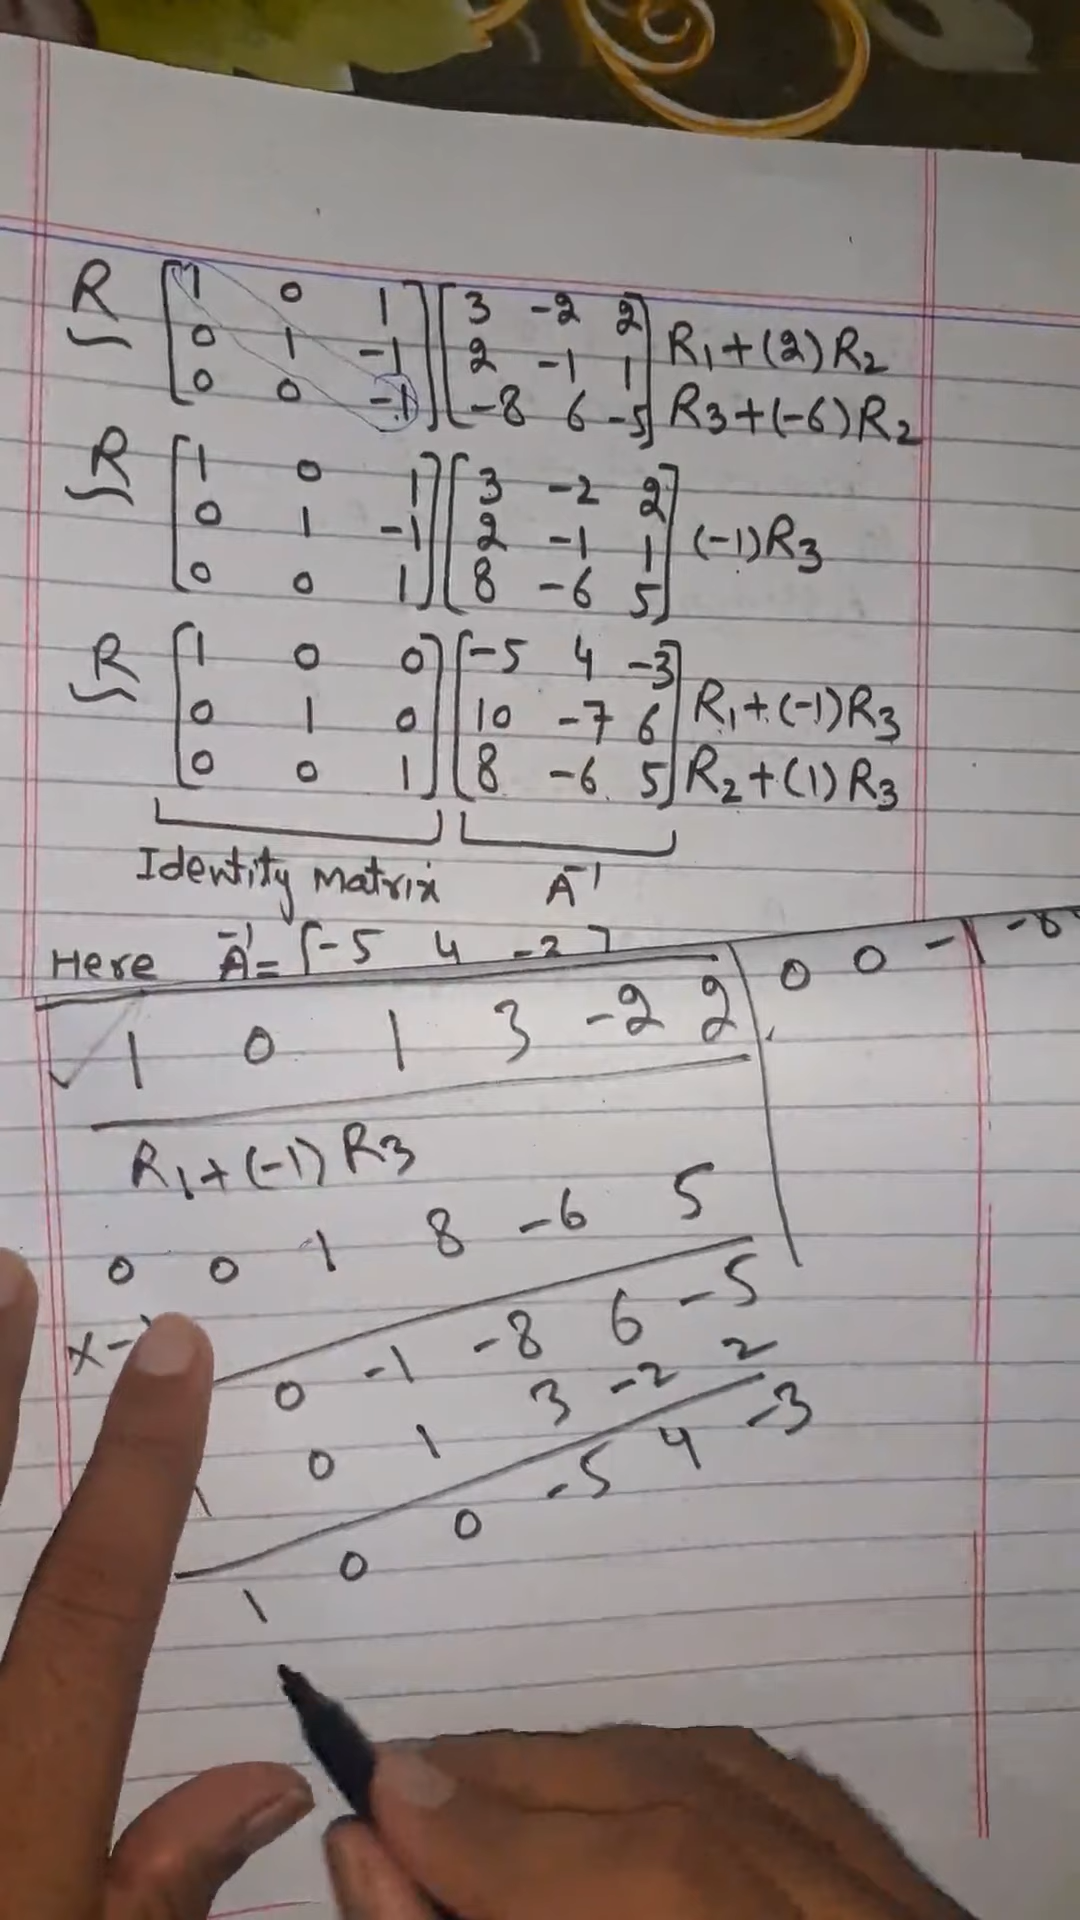 R [1 0 1] [3 -2 2] R₁+(2)R₂
[0 1 -1] [2 -1 1]
[0 0 -1] [-8 6 -5] R₃+(-6)R₂
R [1 0 1] [3 -2 2]
[0 1 -1] [2 -1 1] (-1)R₃
[0 0 1] [8 -6 5]
R [1 0 0] [-5 4 -3]
[0 1 0] [10 -7 6] R₁+(-1)R₃
[0 0 1] [8 -6 5] R₂+(1)R₃
Identity matrix A⁻¹
Here A⁻¹= [-5 4
0 0 -1 -8
1 0 1 3 -2 2
R₁+(-1) R₃
0 0 1 8 -6 5
x-
0 -1 -8 6 -5
1 0 1 3 -2 2
1 0 0 -5 4 -3